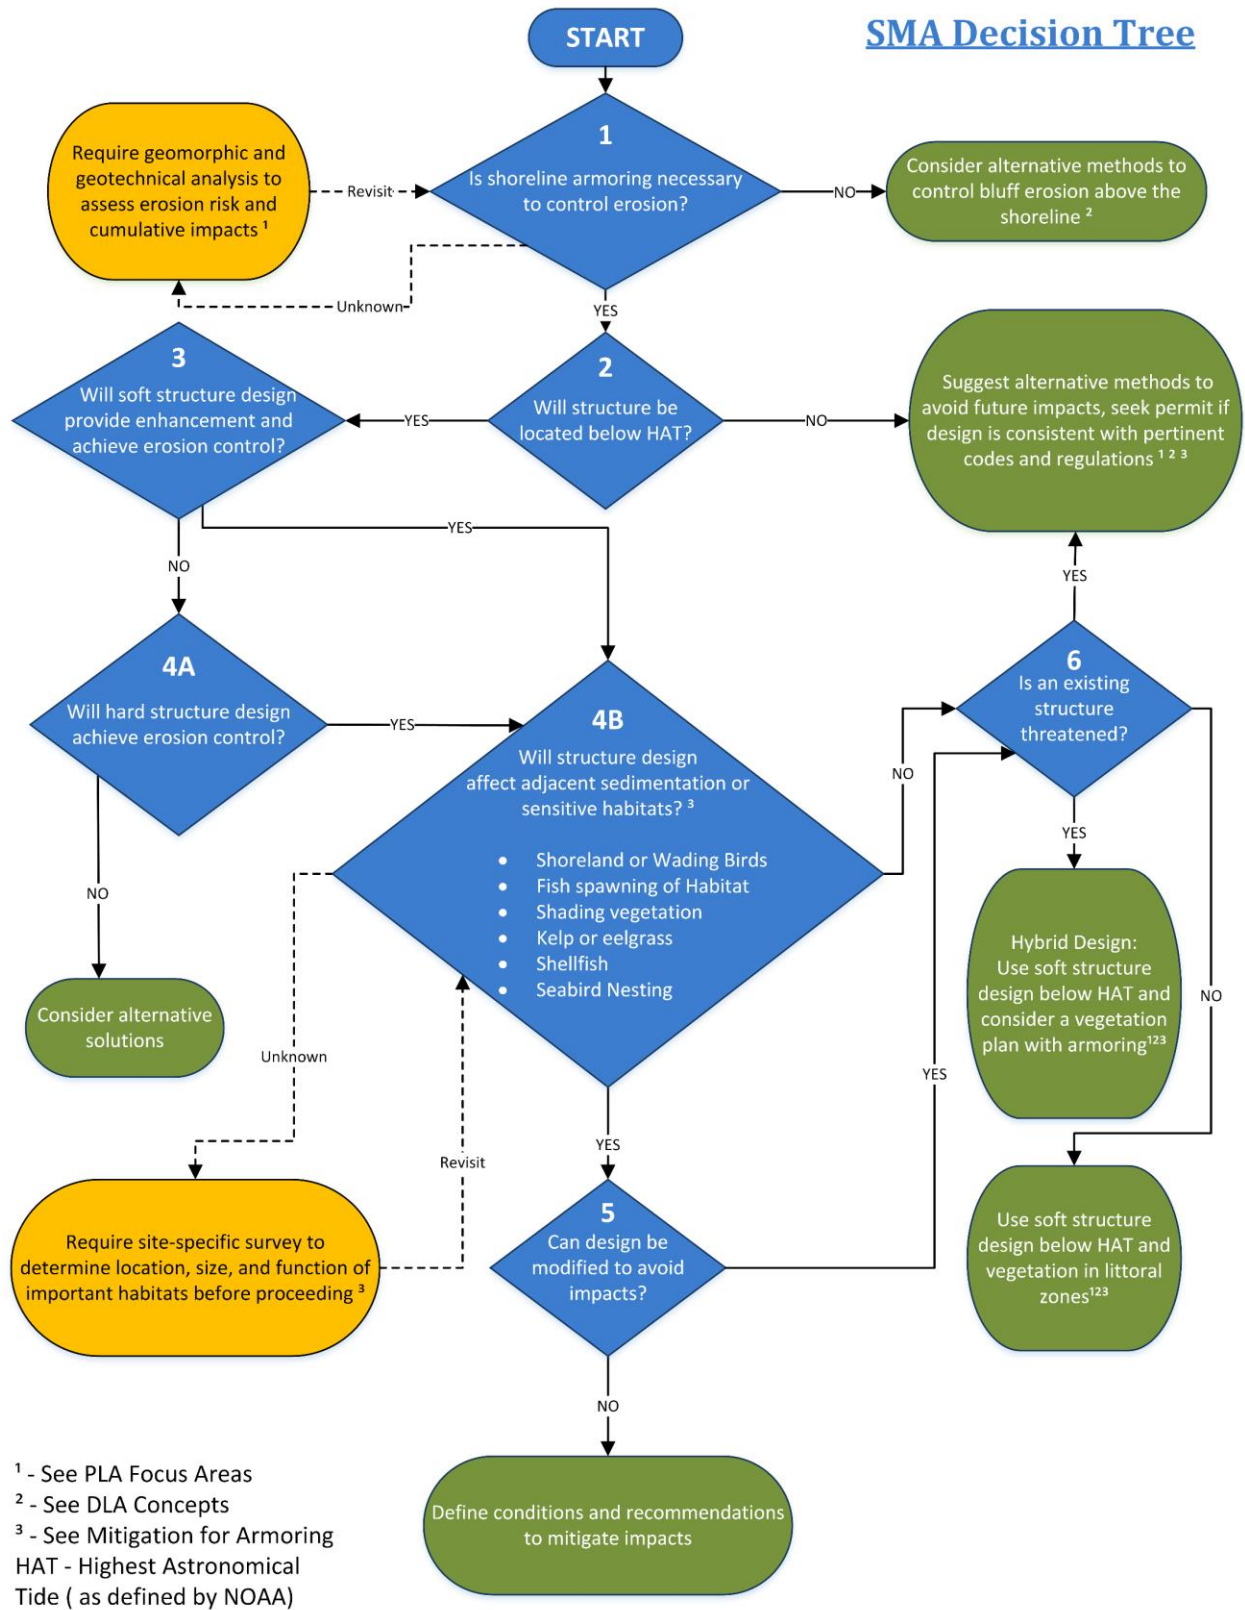 SMA Decision Tree
START
1
Is shoreline armoring necessary
to control erosion?
Require geomorphic and
geotechnical analysis to
assess erosion risk and
cumulative impacts ¹
Revisit
NO
Consider alternative methods to
control bluff erosion above the
shoreline ²
Unknown
YES
3
Will soft structure design
provide enhancement and
achieve erosion control?
YES
2
Will structure be
located below HAT?
NO
Suggest alternative methods to
avoid future impacts, seek permit if
design is consistent with pertinent
codes and regulations ¹ ² ³
YES
NO
YES
4A
Will hard structure design
achieve erosion control?
YES
4B
Will structure design
affect adjacent sedimentation or
sensitive habitats? ³
• Shoreland or Wading Birds
• Fish spawning of Habitat
• Shading vegetation
• Kelp or eelgrass
• Shellfish
• Seabird Nesting
NO
6
Is an existing
structure
threatened?
YES
NO
Consider alternative
solutions
Hybrid Design:
Use soft structure
design below HAT and
consider a vegetation
plan with armoring¹²³
NO
Unknown
YES
YES
Revisit
Require site-specific survey to
determine location, size, and function of
important habitats before proceeding ³
5
Can design be
modified to avoid
impacts?
Use soft structure
design below HAT and
vegetation in littoral
zones¹²³
NO
Define conditions and recommendations
to mitigate impacts
¹ - See PLA Focus Areas
² - See DLA Concepts
³ - See Mitigation for Armoring
HAT - Highest Astronomical
Tide ( as defined by NOAA)